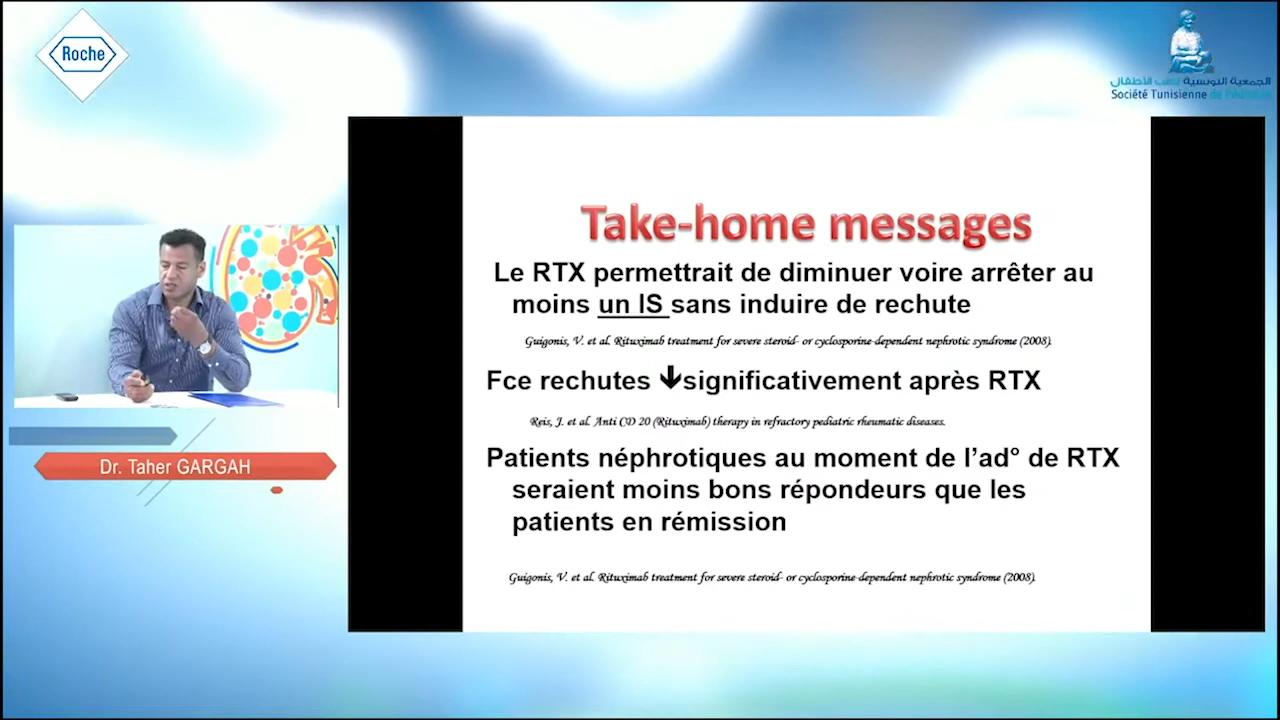 Roche
الجمعية التونسية لطب الأطفال
Société Tunisienne de Pédiatrie
Take-home messages
Le RTX permettrait de diminuer voire arrêter au
moins un IS sans induire de rechute
Guigonis, V. et al. Rituximab treatment for severe steroid- or cyclosporine-dependent nephrotic syndrome (2008).
Fce rechutes ↓significativement après RTX
Reis, J. et al. Anti CD 20 (Rituximab) therapy in refractory pediatric rheumatic diseases.
Patients néphrotiques au moment de l'ad° de RTX
seraient moins bons répondeurs que les
patients en rémission
Guigonis, V. et al. Rituximab treatment for severe steroid- or cyclosporine-dependent nephrotic syndrome (2008).
Dr. Taher GARGAH